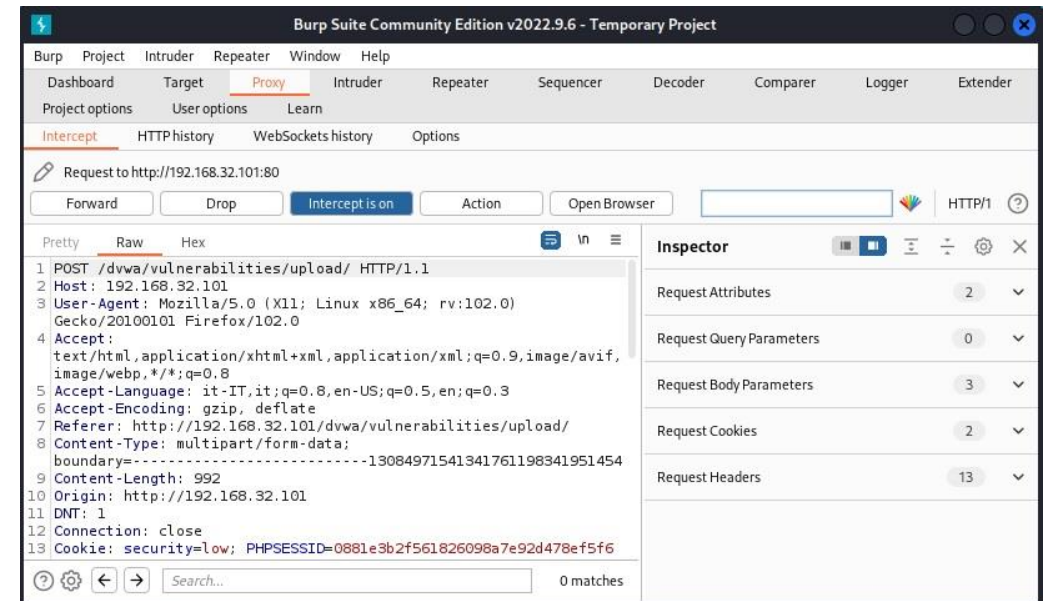 Burp Suite Community Edition v2022.9.6 - Temporary Project
Burp Project Intruder Repeater Window Help
Dashboard Target Proxy Intruder Repeater Sequencer Decoder Comparer Logger Extender
Project options User options Learn
Intercept HTTP history WebSockets history Options
Request to http://192.168.32.101:80
Forward Drop Intercept is on Action Open Browser HTTP/1 ?
Pretty Raw Hex \n
1 POST /dvwa/vulnerabilities/upload/ HTTP/1.1
2 Host: 192.168.32.101
3 User-Agent: Mozilla/5.0 (X11; Linux x86_64; rv:102.0)
Gecko/20100101 Firefox/102.0
4 Accept:
text/html,application/xhtml+xml,application/xml;q=0.9,image/avif,
image/webp,*/*;q=0.8
5 Accept-Language: it-IT,it;q=0.8,en-US;q=0.5,en;q=0.3
6 Accept-Encoding: gzip, deflate
7 Referer: http://192.168.32.101/dvwa/vulnerabilities/upload/
8 Content-Type: multipart/form-data;
boundary=---------------------------130849715413417611983419514​54
9 Content-Length: 992
10 Origin: http://192.168.32.101
11 DNT: 1
12 Connection: close
13 Cookie: security=low; PHPSESSID=0881e3b2f561826098a7e92d478ef5f6
? Search... 0 matches
Inspector
Request Attributes 2
Request Query Parameters 0
Request Body Parameters 3
Request Cookies 2
Request Headers 13